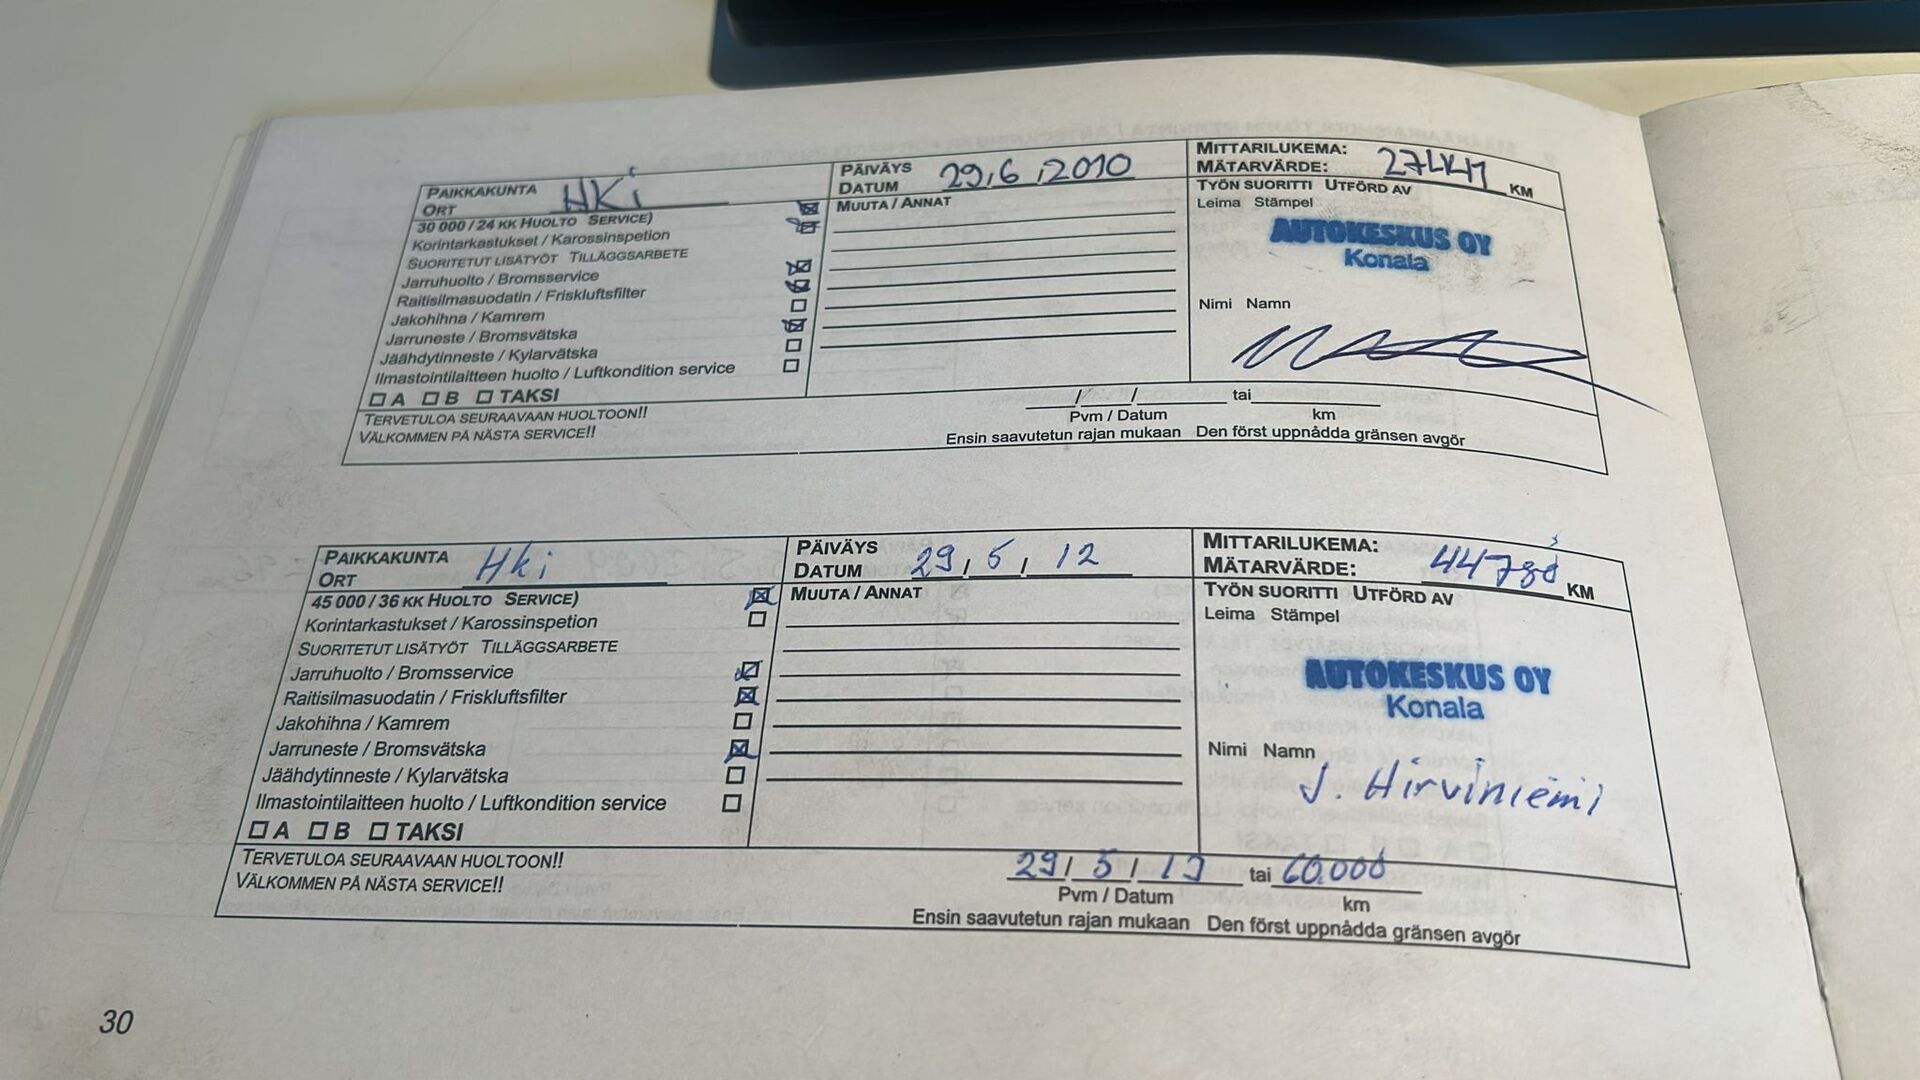 PAIKKAKUNTA HKi
ORT
PÄIVÄYS
DATUM 29,6,2010
MITTARILUKEMA:
MÄTARVÄRDE: KM
30 000 / 24 KK HUOLTO SERVICE)
Korintarkastukset / Karossinspetion
SUORITETUT LISÄTYÖT TILLÄGGSARBETE
Jarruhuolto / Bromsservice
Raitisilmasuodatin / Friskluftsfilter
Jakohihna / Kamrem
Jarruneste / Bromsvätska
Jäähdytinneste / Kylarvätska
Ilmastointilaitteen huolto / Luftkondition service
A B TAKSI
MUUTA / ANNAT
TYÖN SUORITTI UTFÖRD AV
Leima Stämpel
AUTOKESKUS OY
Konala
Nimi Namn
TERVETULOA SEURAAVAAN HUOLTOON!!
VÄLKOMMEN PÅ NÄSTA SERVICE!!
/ / tai
Pvm / Datum km
Ensin saavutetun rajan mukaan Den först uppnådda gränsen avgör
PAIKKAKUNTA Hki
ORT
PÄIVÄYS
DATUM 29, 5, 12
MITTARILUKEMA:
MÄTARVÄRDE: KM
45 000 / 36 KK HUOLTO SERVICE)
Korintarkastukset / Karossinspetion
SUORITETUT LISÄTYÖT TILLÄGGSARBETE
Jarruhuolto / Bromsservice
Raitisilmasuodatin / Friskluftsfilter
Jakohihna / Kamrem
Jarruneste / Bromsvätska
Jäähdytinneste / Kylarvätska
Ilmastointilaitteen huolto / Luftkondition service
A B TAKSI
MUUTA / ANNAT
TYÖN SUORITTI UTFÖRD AV
Leima Stämpel
AUTOKESKUS OY
Konala
Nimi Namn
J. Hirviniemi
TERVETULOA SEURAAVAAN HUOLTOON!!
VÄLKOMMEN PÅ NÄSTA SERVICE!!
29 / 5 / 13 tai 60.000
Pvm / Datum km
Ensin saavutetun rajan mukaan Den först uppnådda gränsen avgör
30